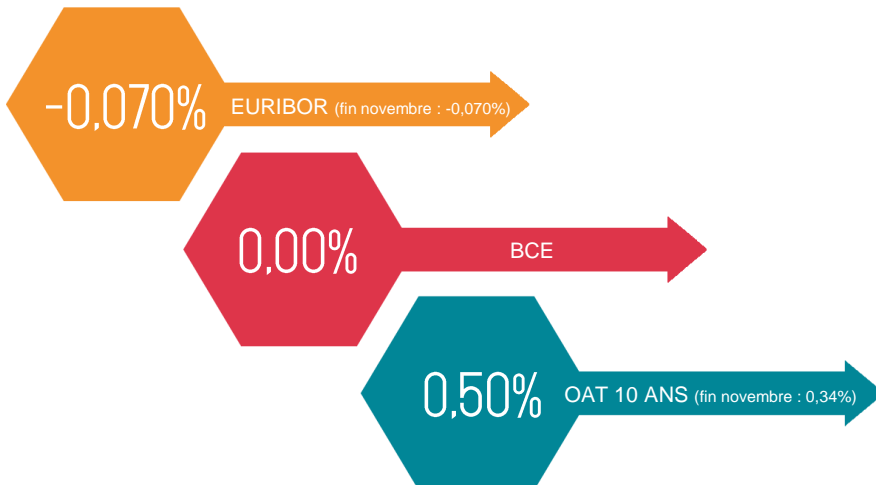 -0,070%
EURIBOR (fin novembre : -0,070%)
0,00%
BCE
0,50%
OAT 10 ANS (fin novembre : 0,34%)